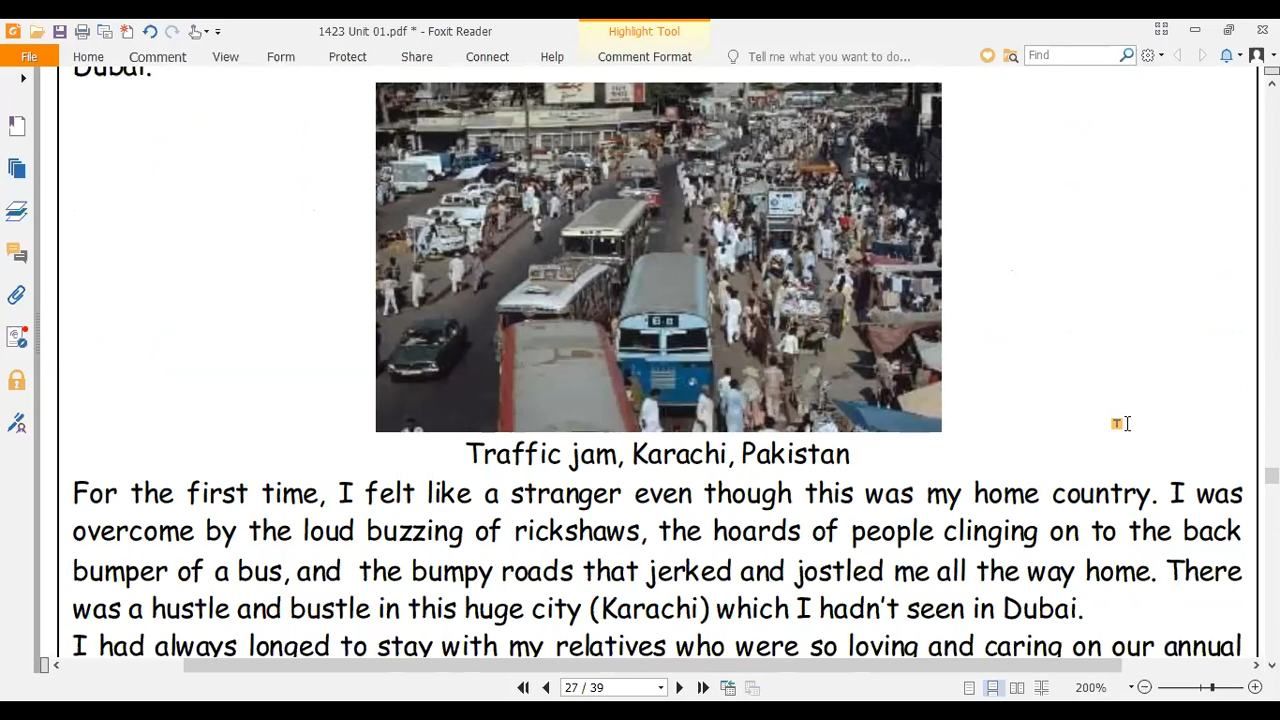 1423 Unit 01.pdf * - Foxit Reader
Highlight Tool
File Home Comment View Form Protect Share Connect Help Comment Format Tell me what you want to do... Find
Dubai.
Traffic jam, Karachi, Pakistan
For the first time, I felt like a stranger even though this was my home country. I was
overcome by the loud buzzing of rickshaws, the hoards of people clinging on to the back
bumper of a bus, and the bumpy roads that jerked and jostled me all the way home. There
was a hustle and bustle in this huge city (Karachi) which I hadn't seen in Dubai.
I had always longed to stay with my relatives who were so loving and caring on our annual
27 / 39
200%